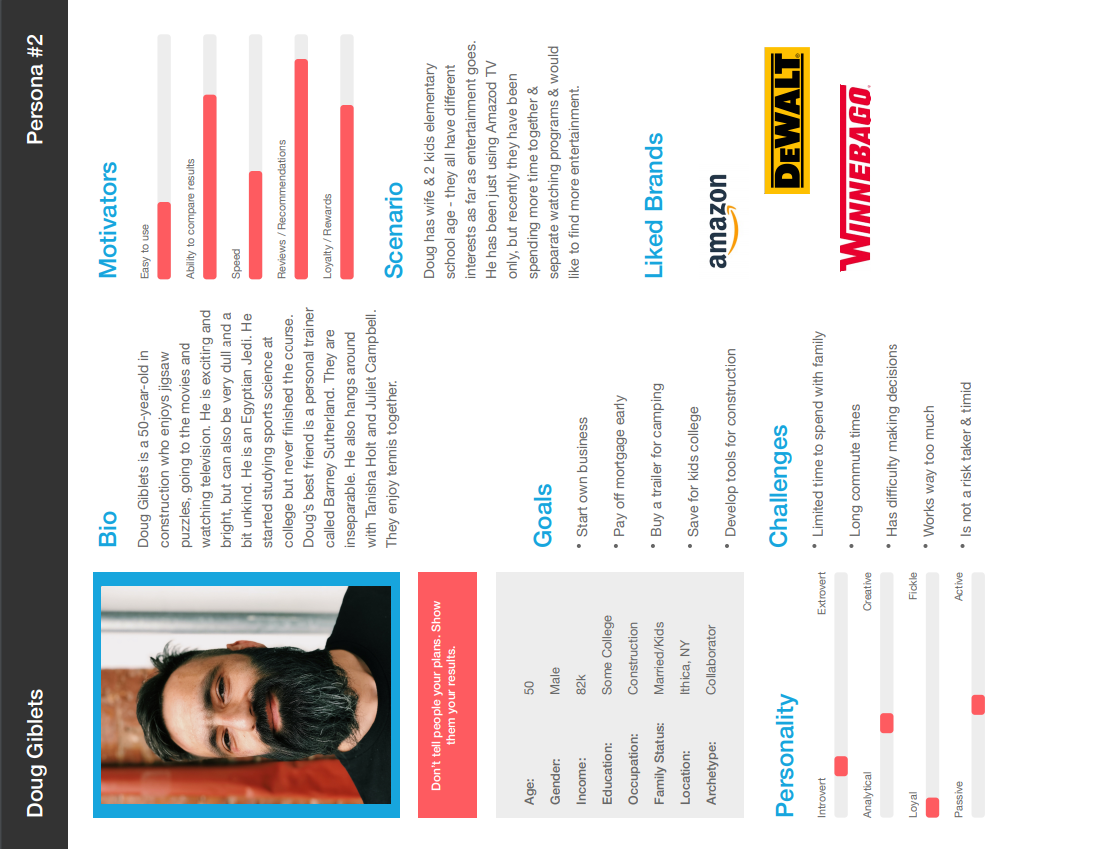 Doug Giblets
Persona #2
Don't tell people your plans. Show
them your results.
Age: 50
Gender: Male
Income: 82k
Education: Some College
Occupation: Construction
Family Status: Married/Kids
Location: Ithica, NY
Archetype: Collaborator
Personality
Introvert Extrovert
Analytical Creative
Loyal Fickle
Passive Active
Bio
Doug Giblets is a 50-year-old in
construction who enjoys jigsaw
puzzles, going to the movies and
watching television. He is exciting and
bright, but can also be very dull and a
bit unkind. He is an Egyptian Jedi. He
started studying sports science at
college but never finished the course.
Doug's best friend is a personal trainer
called Barney Sutherland. They are
inseparable. He also hangs around
with Tanisha Holt and Juliet Campbell.
They enjoy tennis together.
Goals
• Start own business
• Pay off mortgage early
• Buy a trailer for camping
• Save for kids college
• Develop tools for construction
Challenges
• Limited time to spend with family
• Long commute times
• Has difficulty making decisions
• Works way too much
• Is not a risk taker & timid
Motivators
Easy to use
Ability to compare results
Speed
Reviews / Reccomendations
Loyalty / Rewards
Scenario
Doug has wife & 2 kids elementary
school age - they all have different
interests as far as entertainment goes.
He has been just using Amazod TV
only, but recently they have been
spending more time together &
separate watching programs & would
like to find more entertainment.
Liked Brands
amazon
DEWALT
WINNEBAGO